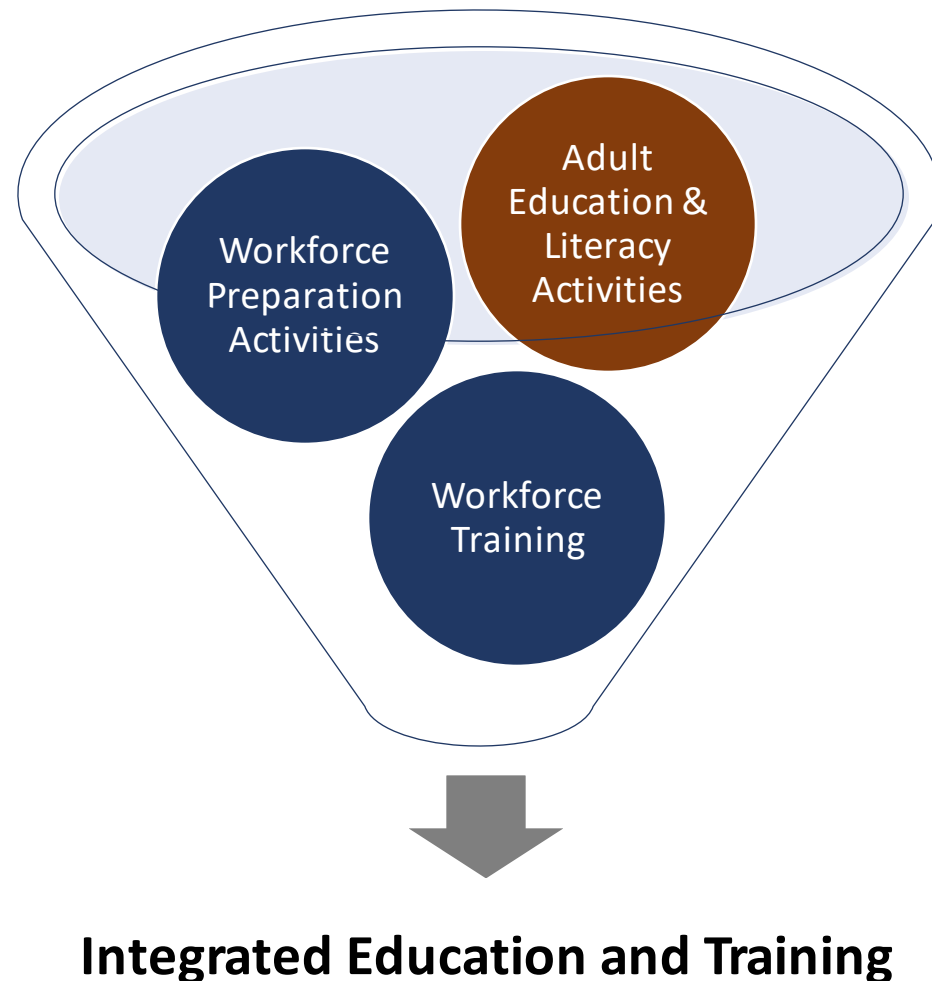 Workforce
Preparation
Activities
Adult
Education &
Literacy
Activities
Workforce
Training
Integrated Education and Training